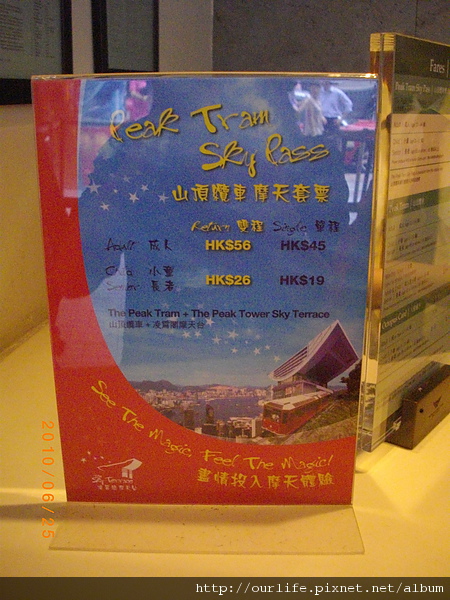 Peak Tram
Sky Pass
山頂纜車摩天套票
Return 雙程 Single 單程
Adult 成人 HK$56 HK$45
Child 小童
Senior 長者 HK$26 HK$19
The Peak Tram + The Peak Tower Sky Terrace
山頂纜車 + 凌霄閣摩天台
See The Magic, Feel The Magic!
盡情投入摩天體驗
Sky Terrace
Fares
Peak Tram Sky Pass
2010/06/25
http://ourlife.pixnet.net/album